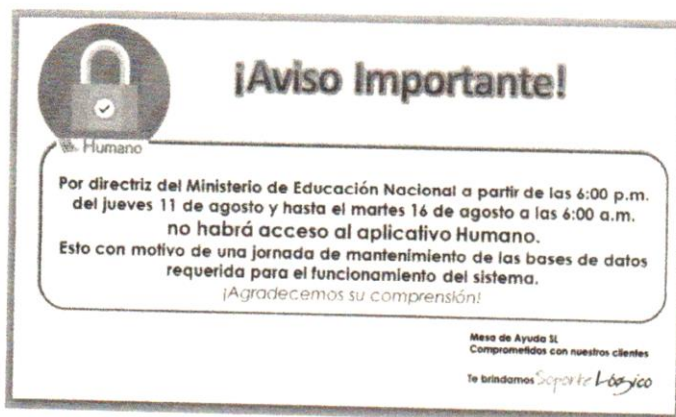 ¡Aviso Importante!
Humano
Por directriz del Ministerio de Educación Nacional a partir de las 6:00 p.m.
del jueves 11 de agosto y hasta el martes 16 de agosto a las 6:00 a.m.
no habrá acceso al aplicativo Humano.
Esto con motivo de una jornada de mantenimiento de las bases de datos
requerida para el funcionamiento del sistema.
¡Agradecemos su comprensión!
Mesa de Ayuda SL
Comprometidos con nuestros clientes
Te brindamos Soporte Lógico